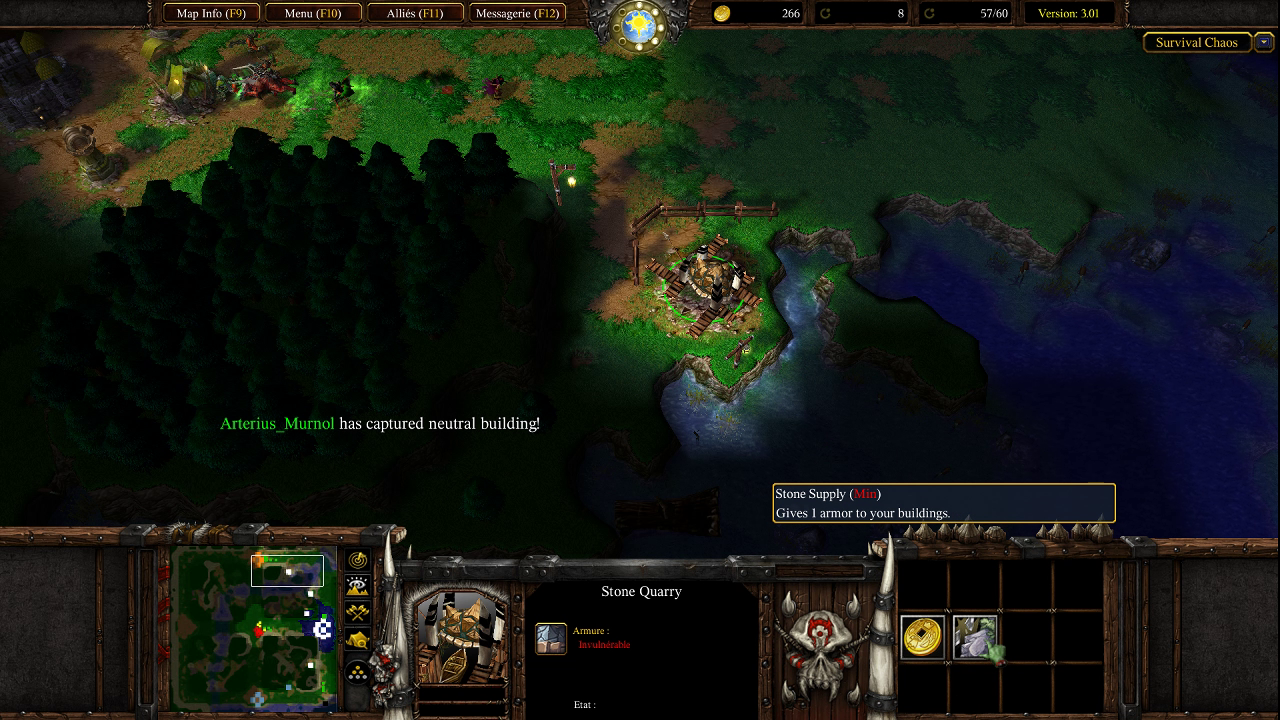 Map Info (F9)
Menu (F10)
Alliés (F11)
Messagerie (F12)
266
8
57/60
Version: 3.01
Survival Chaos
Arterius_Murnol has captured neutral building!
Stone Supply (Min)
Gives 1 armor to your buildings.
Stone Quarry
Armure :
Invulnérable
Etat :